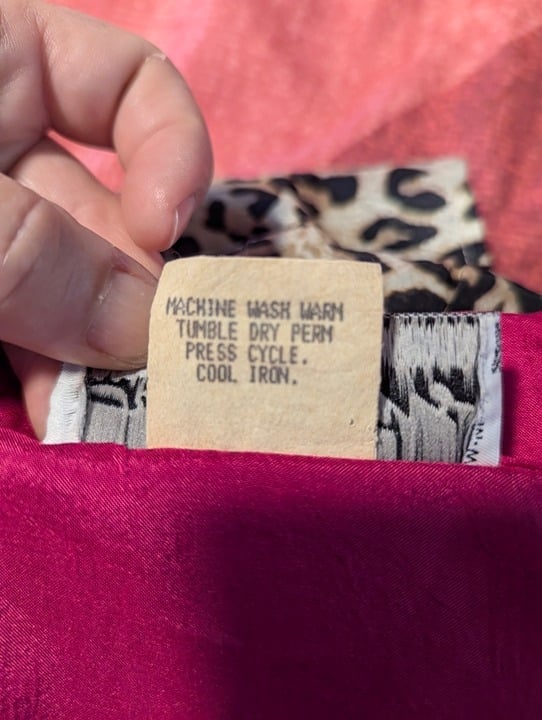 MACHINE WASH WARM
TUMBLE DRY PERM
PRESS CYCLE.
COOL IRON.